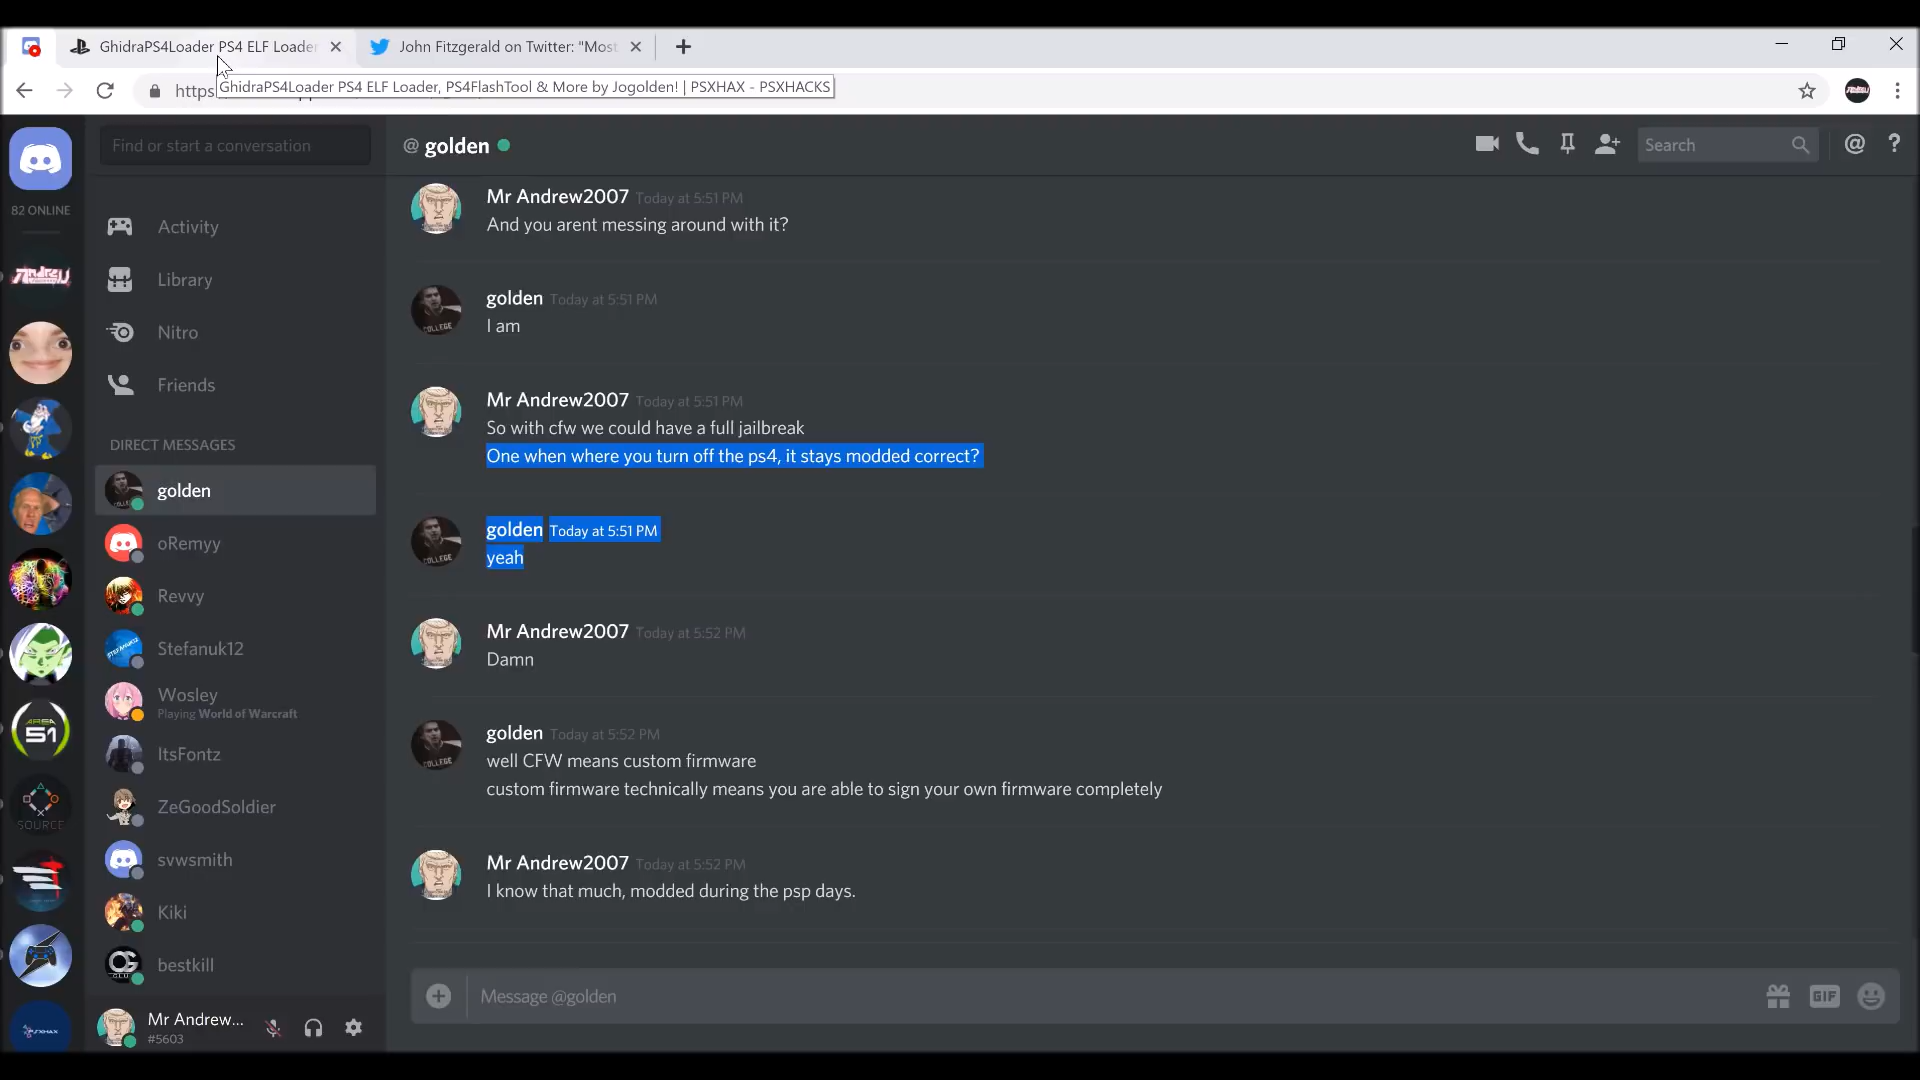 GhidraPS4Loader PS4 ELF Loader
John Fitzgerald on Twitter: "Most
https
GhidraPS4Loader PS4 ELF Loader, PS4FlashTool & More by Jogolden! | PSXHAX - PSXHACKS
Find or start a conversation
@golden
Search
82 ONLINE
Activity
Library
Nitro
Friends
DIRECT MESSAGES
golden
oRemyy
Revvy
Stefanuk12
Wosley
Playing World of Warcraft
ItsFontz
ZeGoodSoldier
svwsmith
Kiki
bestkill
Mr Andrew...
#5603
AREA
51
SOURCE
Mr Andrew2007 Today at 5:51 PM
And you arent messing around with it?
golden Today at 5:51 PM
I am
Mr Andrew2007 Today at 5:51 PM
So with cfw we could have a full jailbreak
One when where you turn off the ps4, it stays modded correct?
golden Today at 5:51 PM
yeah
Mr Andrew2007 Today at 5:52 PM
Damn
golden Today at 5:52 PM
well CFW means custom firmware
custom firmware technically means you are able to sign your own firmware completely
Mr Andrew2007 Today at 5:52 PM
I know that much, modded during the psp days.
Message @golden
GIF